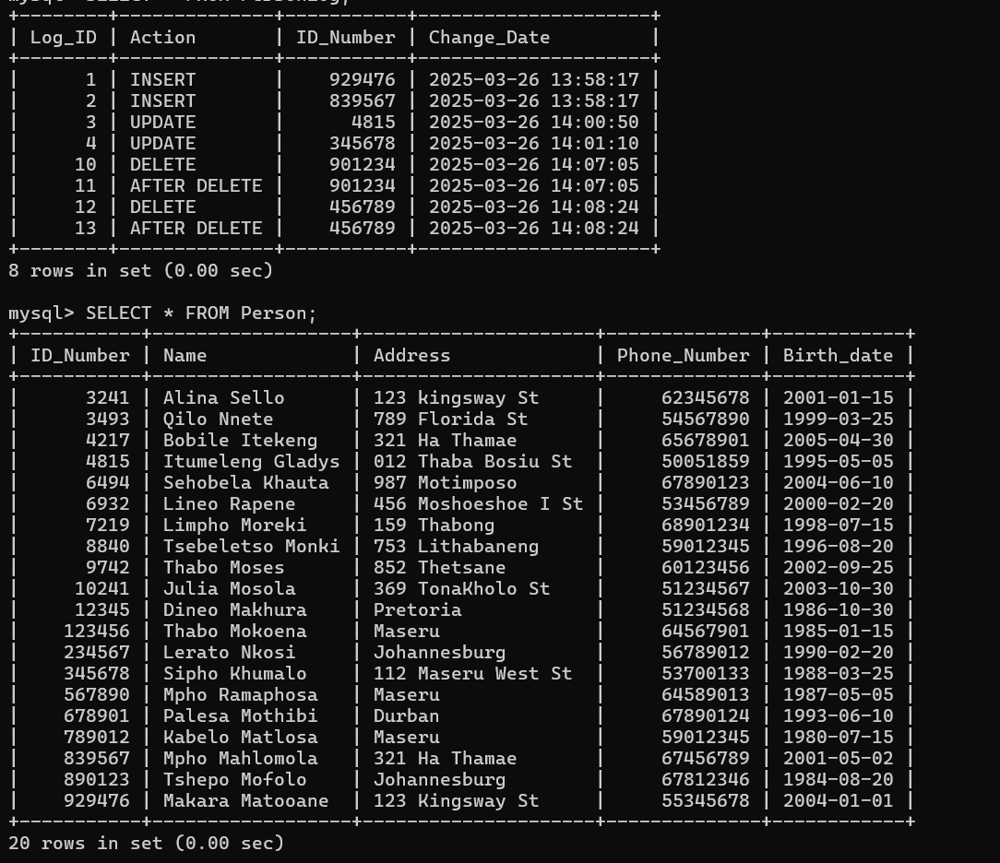 mysql> SELECT * FROM PersonLog;
+--------+--------------+-----------+---------------------+
| Log_ID | Action       | ID_Number | Change_Date         |
+--------+--------------+-----------+---------------------+
|      1 | INSERT       |    929476 | 2025-03-26 13:58:17 |
|      2 | INSERT       |    839567 | 2025-03-26 13:58:17 |
|      3 | UPDATE       |      4815 | 2025-03-26 14:00:50 |
|      4 | UPDATE       |    345678 | 2025-03-26 14:01:10 |
|     10 | DELETE       |    901234 | 2025-03-26 14:07:05 |
|     11 | AFTER DELETE |    901234 | 2025-03-26 14:07:05 |
|     12 | DELETE       |    456789 | 2025-03-26 14:08:24 |
|     13 | AFTER DELETE |    456789 | 2025-03-26 14:08:24 |
+--------+--------------+-----------+---------------------+
8 rows in set (0.00 sec)
mysql> SELECT * FROM Person;
+-----------+------------------+---------------------+--------------+------------+
| ID_Number | Name             | Address             | Phone_Number | Birth_date |
+-----------+------------------+---------------------+--------------+------------+
|      3241 | Alina Sello      | 123 kingsway St     |     62345678 | 2001-01-15 |
|      3493 | Qilo Nnete       | 789 Florida St      |     54567890 | 1999-03-25 |
|      4217 | Bobile Itekeng   | 321 Ha Thamae       |     65678901 | 2005-04-30 |
|      4815 | Itumeleng Gladys | 012 Thaba Bosiu St  |     50051859 | 1995-05-05 |
|      6494 | Sehobela Khauta  | 987 Motimposo       |     67890123 | 2004-06-10 |
|      6932 | Lineo Rapene     | 456 Moshoeshoe I St |     53456789 | 2000-02-20 |
|      7219 | Limpho Moreki    | 159 Thabong         |     68901234 | 1998-07-15 |
|      8840 | Tsebeletso Monki | 753 Lithabaneng     |     59012345 | 1996-08-20 |
|      9742 | Thabo Moses      | 852 Thetsane        |     60123456 | 2002-09-25 |
|     10241 | Julia Mosola     | 369 TonaKholo St    |     51234567 | 2003-10-30 |
|     12345 | Dineo Makhura    | Pretoria            |     51234568 | 1986-10-30 |
|    123456 | Thabo Mokoena    | Maseru              |     64567901 | 1985-01-15 |
|    234567 | Lerato Nkosi     | Johannesburg        |     56789012 | 1990-02-20 |
|    345678 | Sipho Khumalo    | 112 Maseru West St  |     53700133 | 1988-03-25 |
|    567890 | Mpho Ramaphosa   | Maseru              |     64589013 | 1987-05-05 |
|    678901 | Palesa Mothibi   | Durban              |     67890124 | 1993-06-10 |
|    789012 | Kabelo Matlosa   | Maseru              |     59012345 | 1980-07-15 |
|    839567 | Mpho Mahlomola   | 321 Ha Thamae       |     67456789 | 2001-05-02 |
|    890123 | Tshepo Mofolo    | Johannesburg        |     67812346 | 1984-08-20 |
|    929476 | Makara Matooane  | 123 Kingsway St     |     55345678 | 2004-01-01 |
+-----------+------------------+---------------------+--------------+------------+
20 rows in set (0.00 sec)